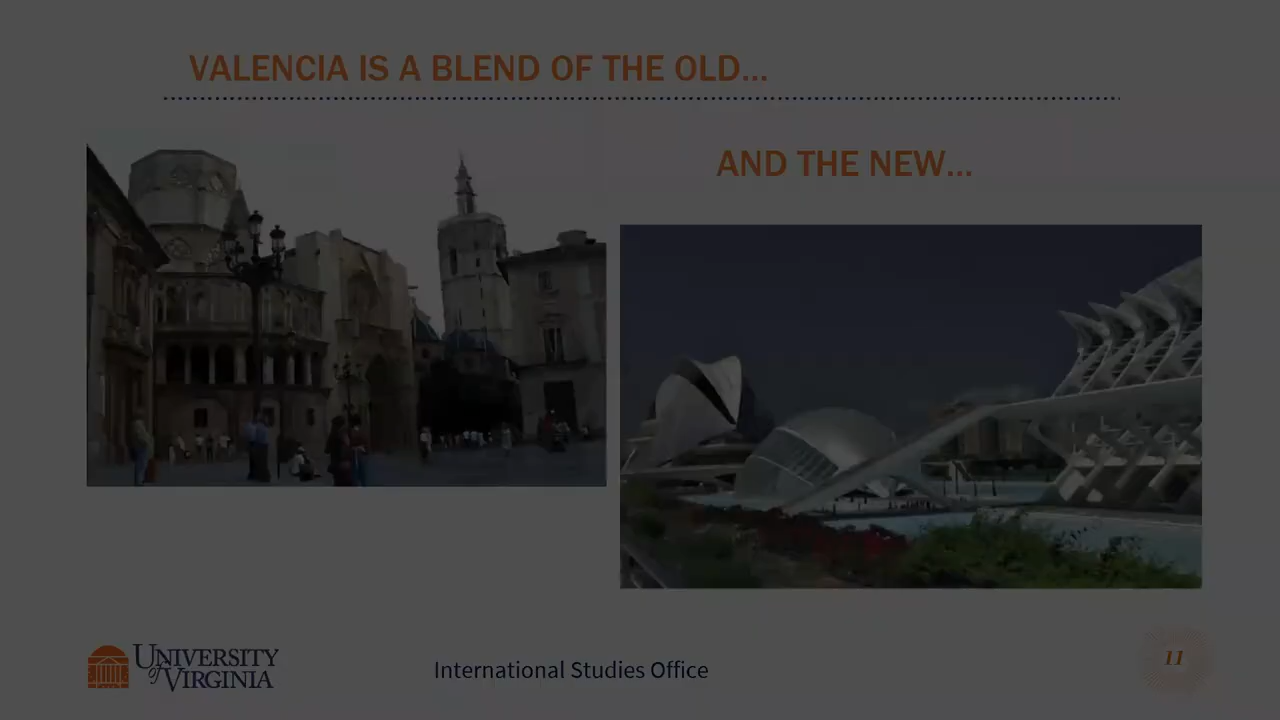 VALENCIA IS A BLEND OF THE OLD...
AND THE NEW...
UNIVERSITY
of VIRGINIA
International Studies Office
11